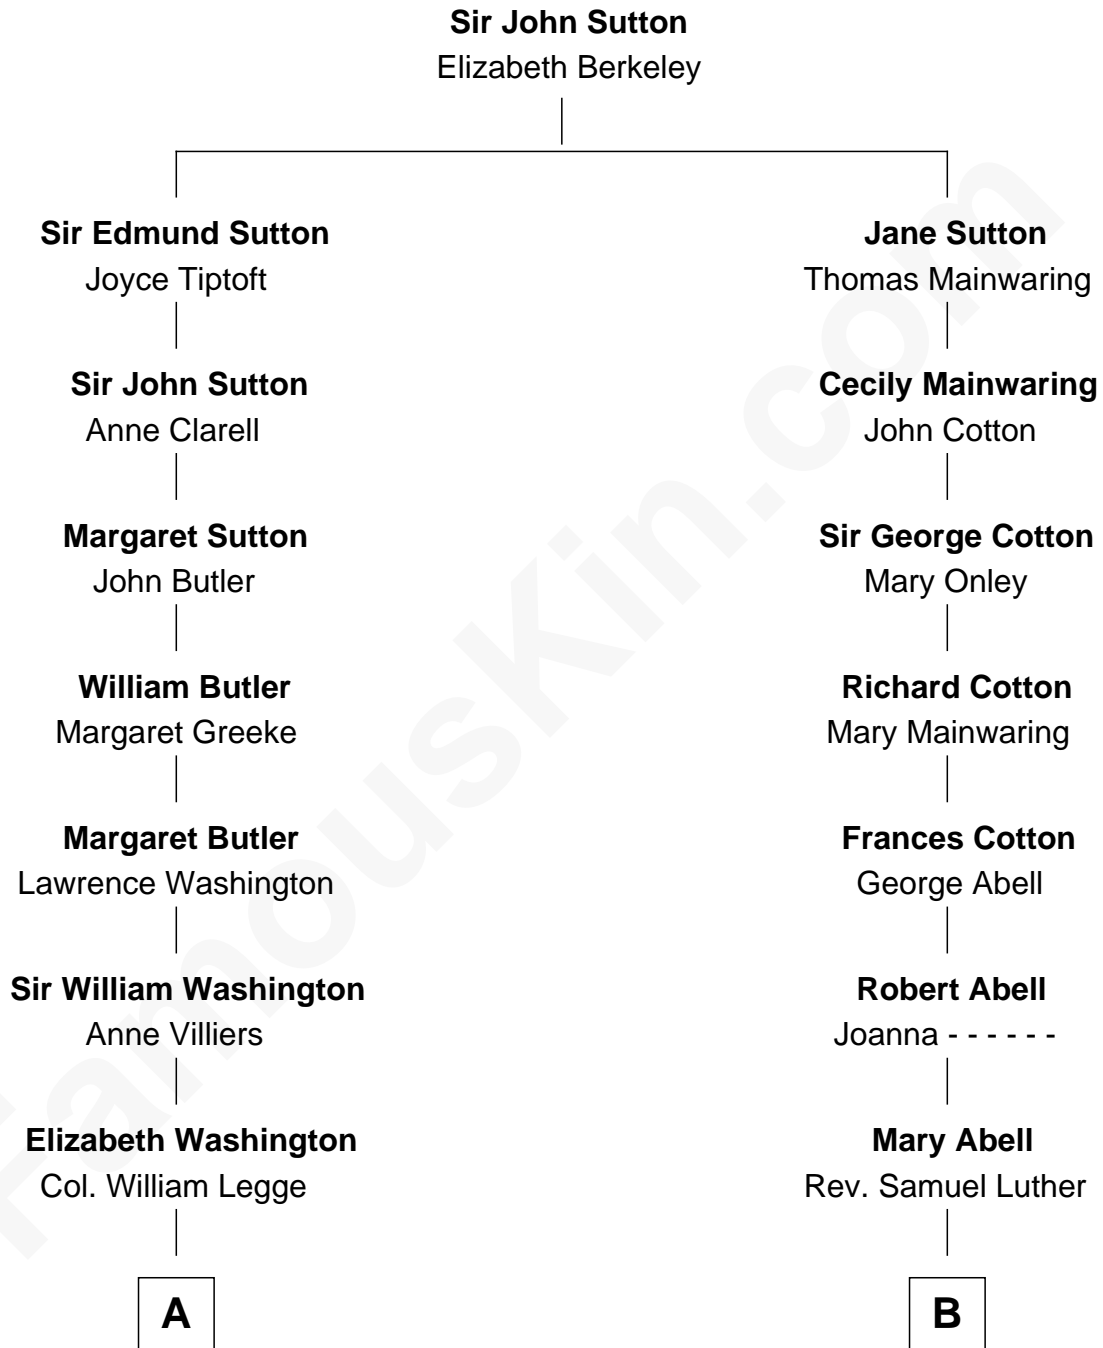 Sir John Sutton
Elizabeth Berkeley
Sir Edmund Sutton
Joyce Tiptoft
Sir John Sutton
Anne Clarell
Margaret Sutton
John Butler
William Butler
Margaret Greeke
Margaret Butler
Lawrence Washington
Sir William Washington
Anne Villiers
Elizabeth Washington
Col. William Legge
A
Jane Sutton
Thomas Mainwaring
Cecily Mainwaring
John Cotton
Sir George Cotton
Mary Onley
Richard Cotton
Mary Mainwaring
Frances Cotton
George Abell
Robert Abell
Joanna - - - - - -
Mary Abell
Rev. Samuel Luther
B
FamousKin.com